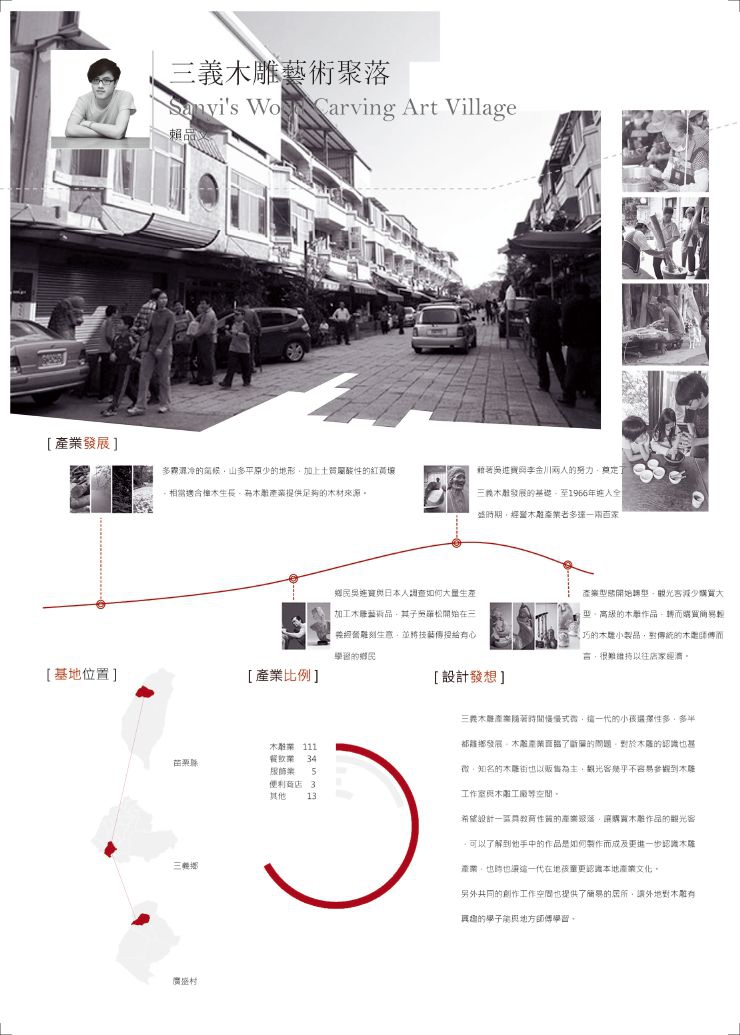 三義木雕藝術聚落
Sanyi's Wood Carving Art Village
賴品文
[ 產業發展 ]
多霧濕冷的氣候，山多平原少的地形，加上土質屬酸性的紅黃壤
，相當適合樟木生長，為木雕產業提供足夠的木材來源。
藉著吳進寶與李金川兩人的努力，奠定了
三義木雕發展的基礎，至1966年進入全
盛時期，經營木雕產業者多達一兩百家
鄉民吳進寶與日本人調查如何大量生產
加工木雕藝術品，其子吳羅松開始在三
義經營雕刻生意，並將技藝傳授給有心
學習的鄉民
產業型態開始轉型，觀光客減少購買大
型、高級的木雕作品，轉而購買簡易輕
巧的木雕小製品，對傳統的木雕師傅而
言，很難維持以往店家經濟。
[ 基地位置 ]
苗栗縣
三義鄉
廣盛村
[ 產業比例 ]
木雕業 111
餐飲業 34
服飾業 5
便利商店 3
其他 13
[ 設計發想 ]
三義木雕產業隨著時間慢慢式微，這一代的小孩選擇性多，多半
都離鄉發展，木雕產業面臨了斷層的問題，對於木雕的認識也甚
微，知名的木雕街也以販售為主，觀光客幾乎不容易參觀到木雕
工作室與木雕工廠等空間。
希望設計一區具教育性質的產業聚落，讓購買木雕作品的觀光客
，可以了解到他手中的作品是如何製作而成及更進一步認識木雕
產業，也時也讓這一代在地孩童更認識本地產業文化。
另外共同的創作工作空間也提供了簡易的居所，讓外地對木雕有
興趣的學子能與地方師傅學習。